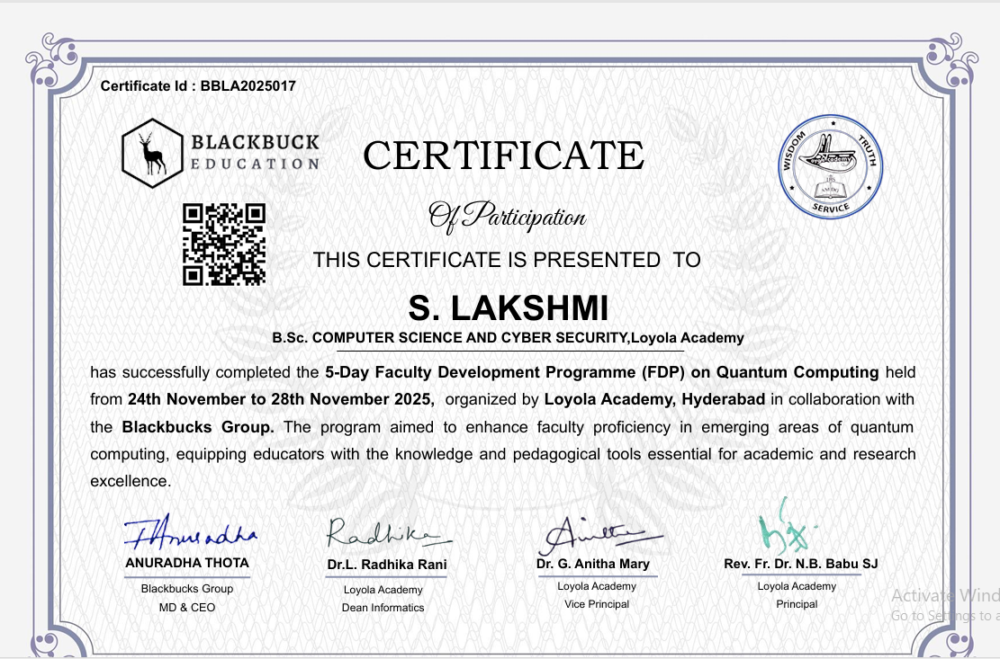 Certificate Id : BBLA2025017
BLACKBUCK
EDUCATION
CERTIFICATE
Of Participation
WISDOM
TRUTH
SERVICE
THIS CERTIFICATE IS PRESENTED TO
S. LAKSHMI
B.Sc. COMPUTER SCIENCE AND CYBER SECURITY,Loyola Academy
has successfully completed the 5-Day Faculty Development Programme (FDP) on Quantum Computing held
from 24th November to 28th November 2025, organized by Loyola Academy, Hyderabad in collaboration with
the Blackbucks Group. The program aimed to enhance faculty proficiency in emerging areas of quantum
computing, equipping educators with the knowledge and pedagogical tools essential for academic and research
excellence.
Radhika
ANURADHA THOTA
Dr.L. Radhika Rani
Dr. G. Anitha Mary
Rev. Fr. Dr. N.B. Babu SJ
Blackbucks Group
Loyola Academy
Loyola Academy
Loyola Academy
MD & CEO
Dean Informatics
Vice Principal
Principal
Activate Wind
Go to Settings to a